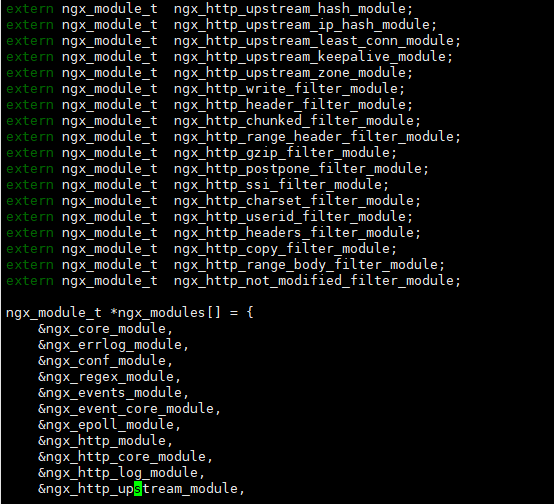 extern ngx_module_t  ngx_http_upstream_hash_module;
extern ngx_module_t  ngx_http_upstream_ip_hash_module;
extern ngx_module_t  ngx_http_upstream_least_conn_module;
extern ngx_module_t  ngx_http_upstream_keepalive_module;
extern ngx_module_t  ngx_http_upstream_zone_module;
extern ngx_module_t  ngx_http_write_filter_module;
extern ngx_module_t  ngx_http_header_filter_module;
extern ngx_module_t  ngx_http_chunked_filter_module;
extern ngx_module_t  ngx_http_range_header_filter_module;
extern ngx_module_t  ngx_http_gzip_filter_module;
extern ngx_module_t  ngx_http_postpone_filter_module;
extern ngx_module_t  ngx_http_ssi_filter_module;
extern ngx_module_t  ngx_http_charset_filter_module;
extern ngx_module_t  ngx_http_userid_filter_module;
extern ngx_module_t  ngx_http_headers_filter_module;
extern ngx_module_t  ngx_http_copy_filter_module;
extern ngx_module_t  ngx_http_range_body_filter_module;
extern ngx_module_t  ngx_http_not_modified_filter_module;
ngx_module_t *ngx_modules[] = {
    &ngx_core_module,
    &ngx_errlog_module,
    &ngx_conf_module,
    &ngx_regex_module,
    &ngx_events_module,
    &ngx_event_core_module,
    &ngx_epoll_module,
    &ngx_http_module,
    &ngx_http_core_module,
    &ngx_http_log_module,
    &ngx_http_upstream_module,